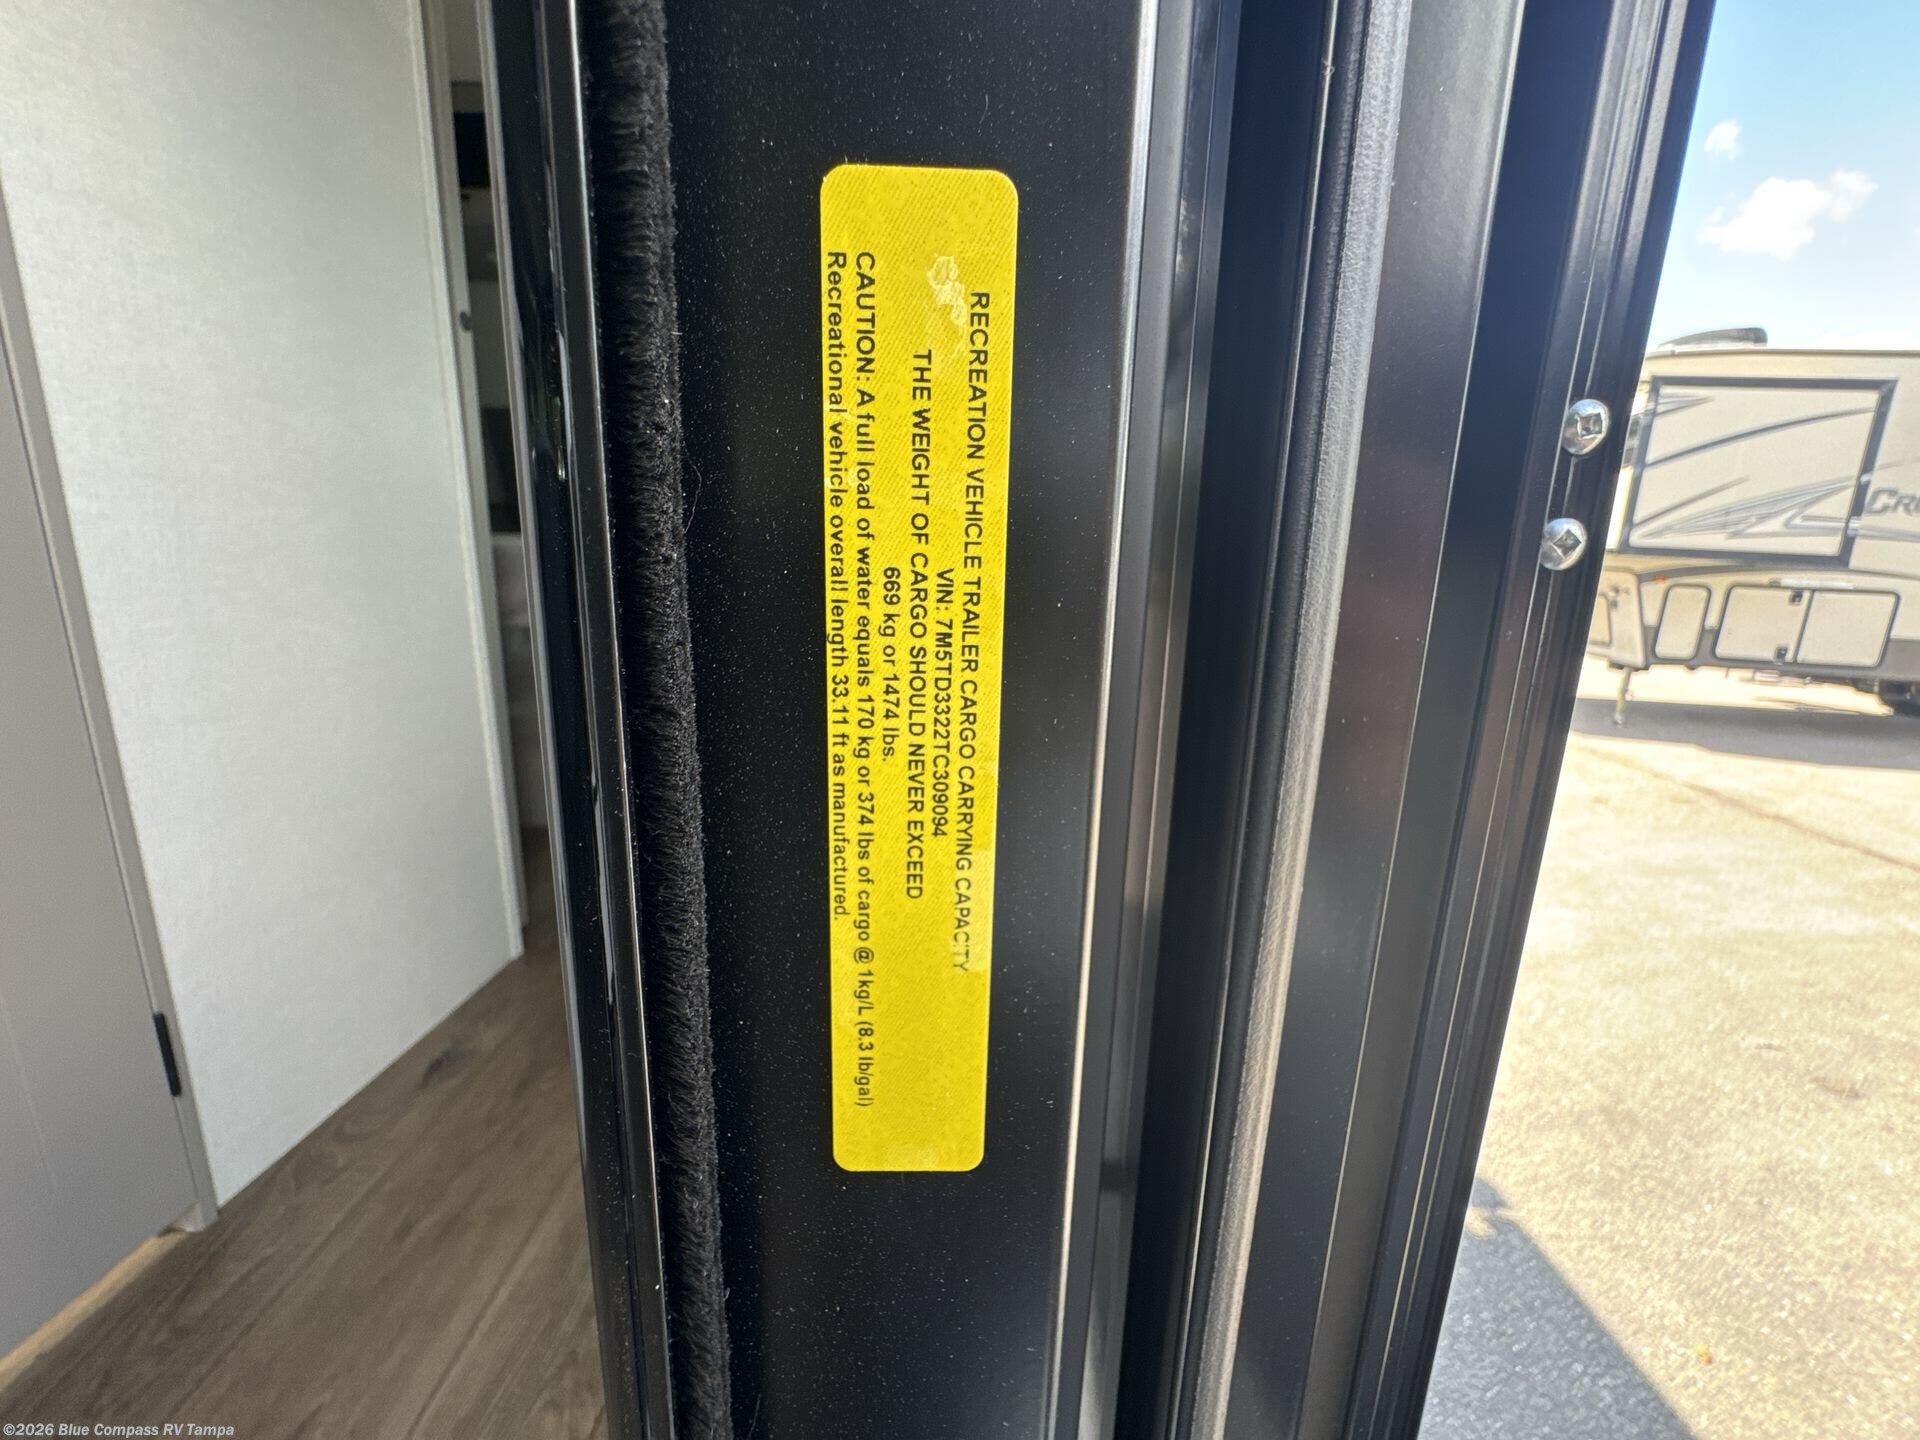 RECREATION VEHICLE TRAILER CARGO CARRYING CAPACITY
VIN: 7M5TD3322TC309094
THE WEIGHT OF CARGO SHOULD NEVER EXCEED
669 kg or 1474 lbs.
CAUTION: A full load of water equals 170 kg or 374 lbs of cargo @ 1kg/L (8.3 lb/gal)
Recreational vehicle overall length 33.11 ft as manufactured.
©2026 Blue Compass RV Tampa